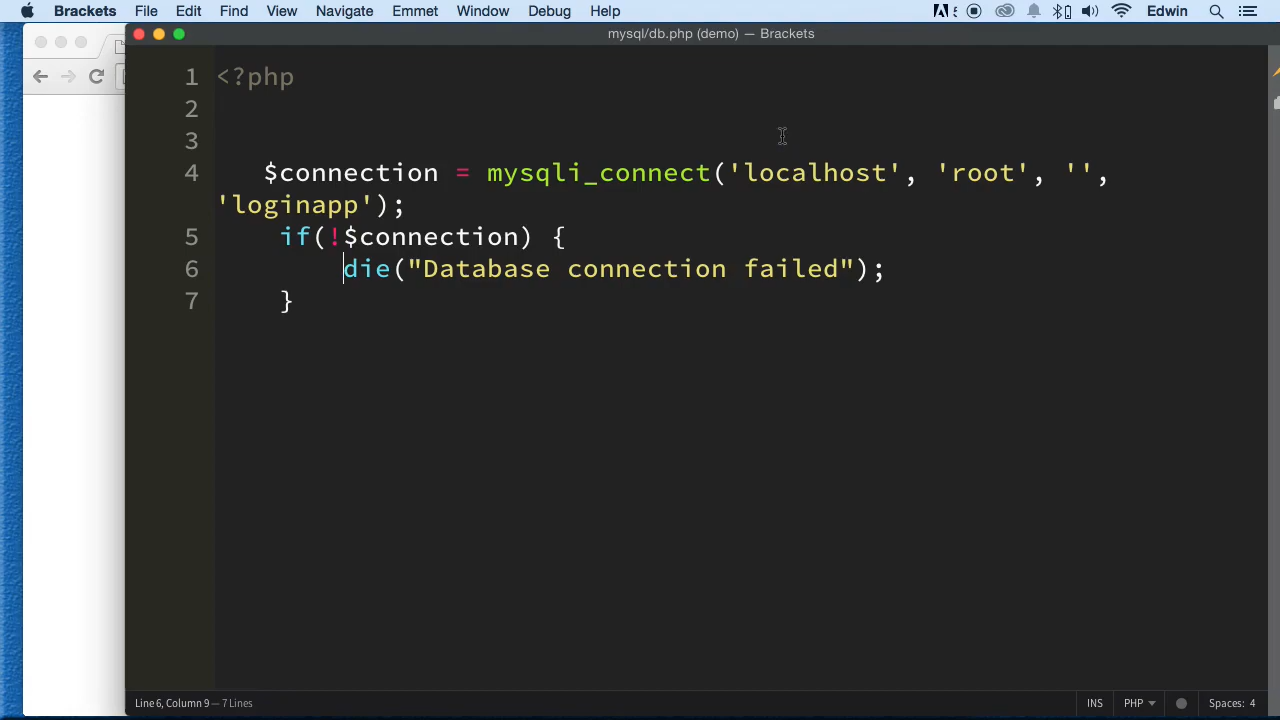 Brackets File Edit Find View Navigate Emmet Window Debug Help Edwin
mysql/db.php (demo) — Brackets
1 <?php
2
3
4 $connection = mysqli_connect('localhost', 'root', '',
'loginapp');
5 if(!$connection) {
6 die("Database connection failed");
7 }
Line 6, Column 9 — 7 Lines INS PHP Spaces: 4